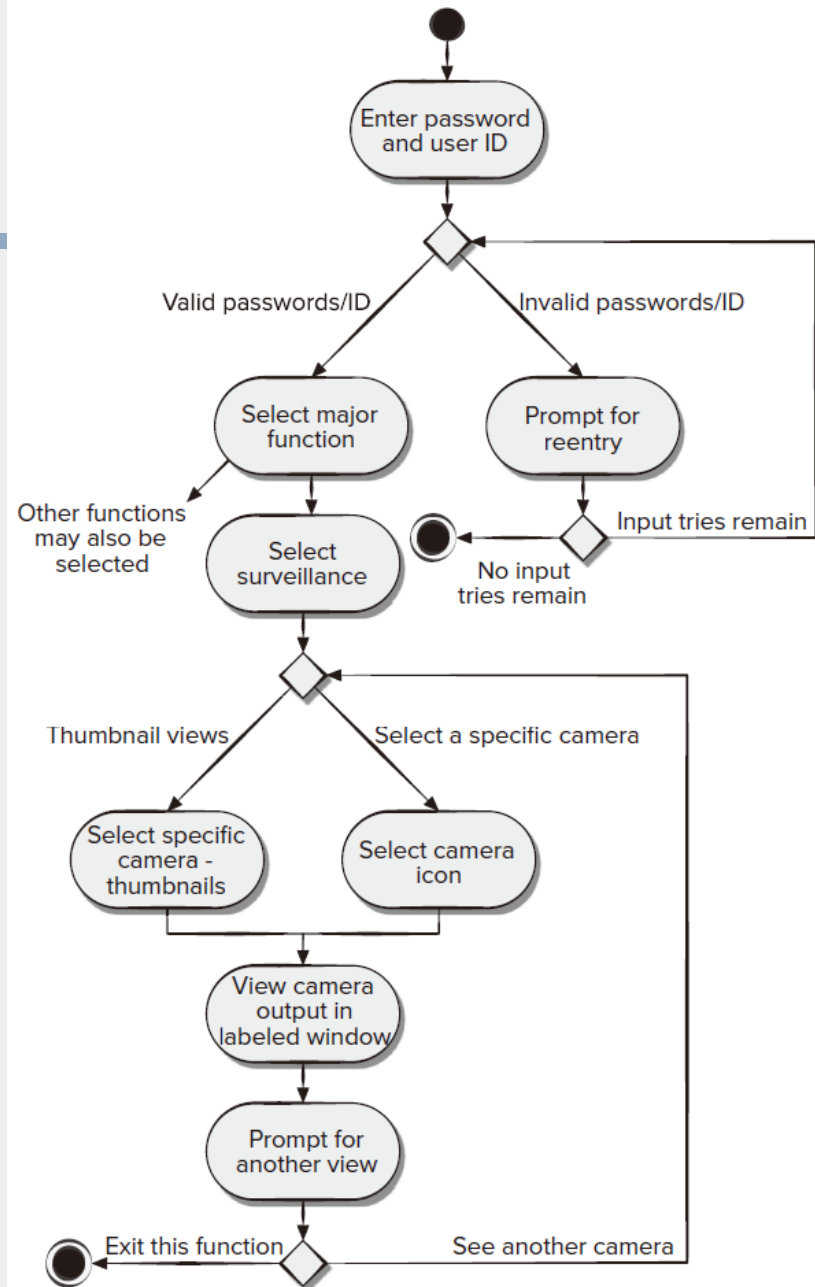 Enter password
and user ID
Valid passwords/ID
Invalid passwords/ID
Select major
function
Prompt for
reentry
Other functions
may also be
selected
Select
surveillance
No input
tries remain
Input tries remain
Thumbnail views
Select a specific camera
Select specific
camera -
thumbnails
Select camera
icon
View camera
output in
labeled window
Prompt for
another view
Exit this function
See another camera